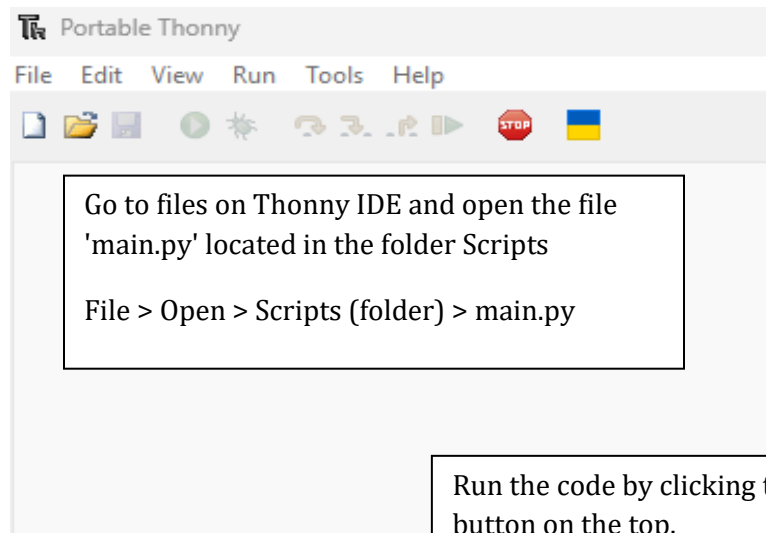 Portable Thonny
File Edit View Run Tools Help
STOP
Go to files on Thonny IDE and open the file
'main.py' located in the folder Scripts
File > Open > Scripts (folder) > main.py
Run the code by clicking
button on the top.